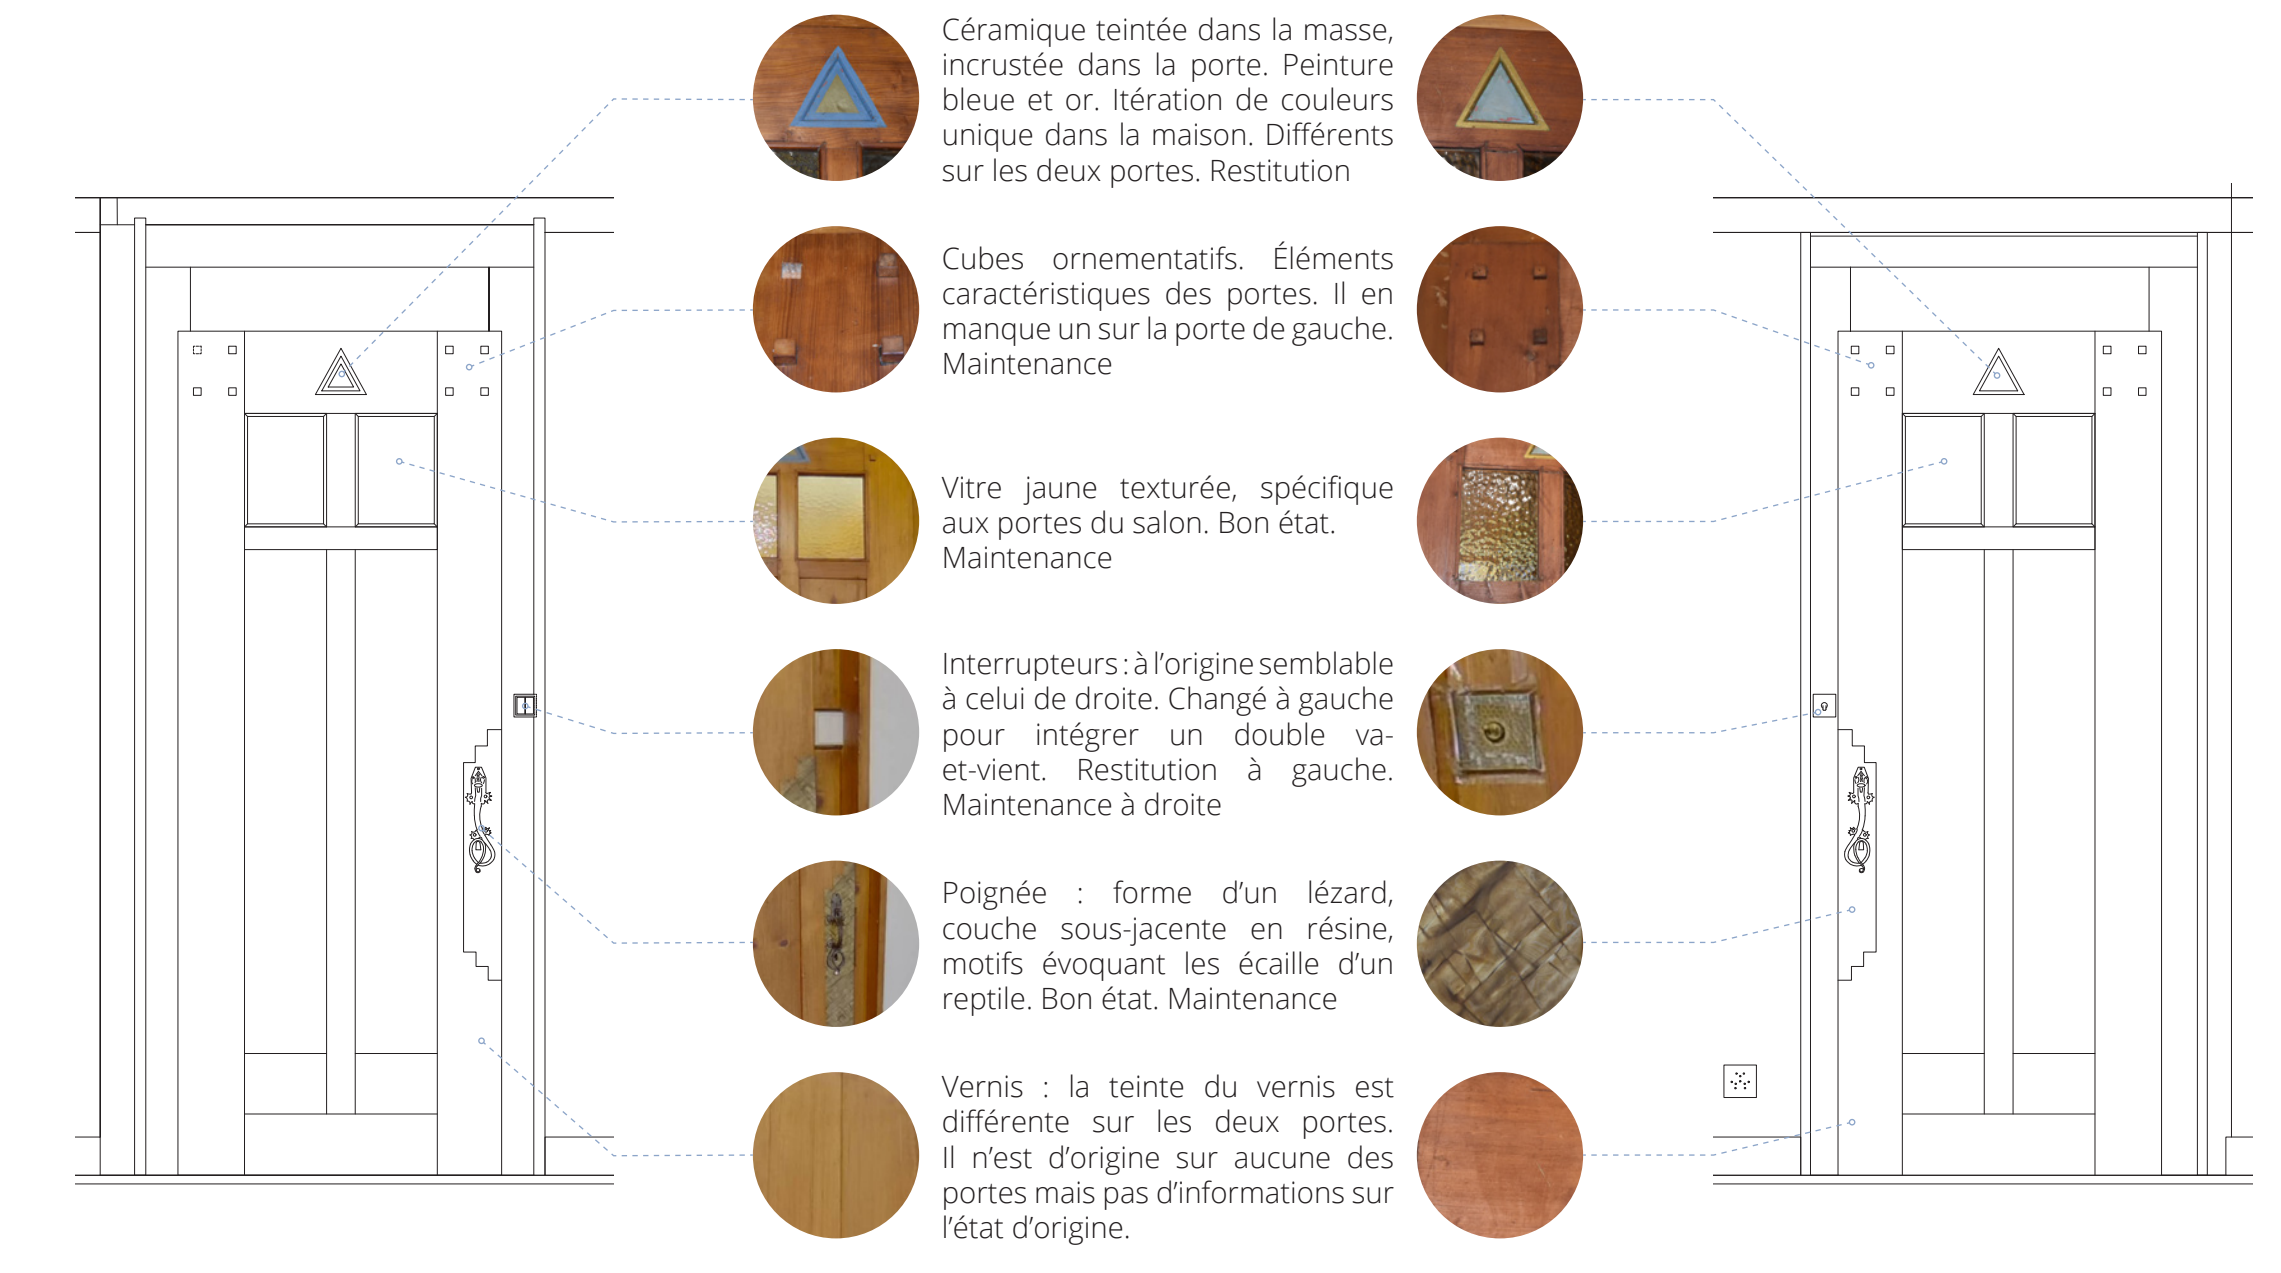 Céramique teintée dans la masse,
incrustée dans la porte. Peinture
bleue et or. Itération de couleurs
unique dans la maison. Différents
sur les deux portes. Restitution
Cubes ornementatifs. Éléments
caractéristiques des portes. Il en
manque un sur la porte de gauche.
Maintenance
Vitre jaune texturée, spécifique
aux portes du salon. Bon état.
Maintenance
Interrupteurs : à l'origine semblable
à celui de droite. Changé à gauche
pour intégrer un double va-
et-vient. Restitution à gauche.
Maintenance à droite
Poignée : forme d'un lézard,
couche sous-jacente en résine,
motifs évoquant les écaille d'un
reptile. Bon état. Maintenance
Vernis : la teinte du vernis est
différente sur les deux portes.
Il n'est d'origine sur aucune des
portes mais pas d'informations sur
l'état d'origine.